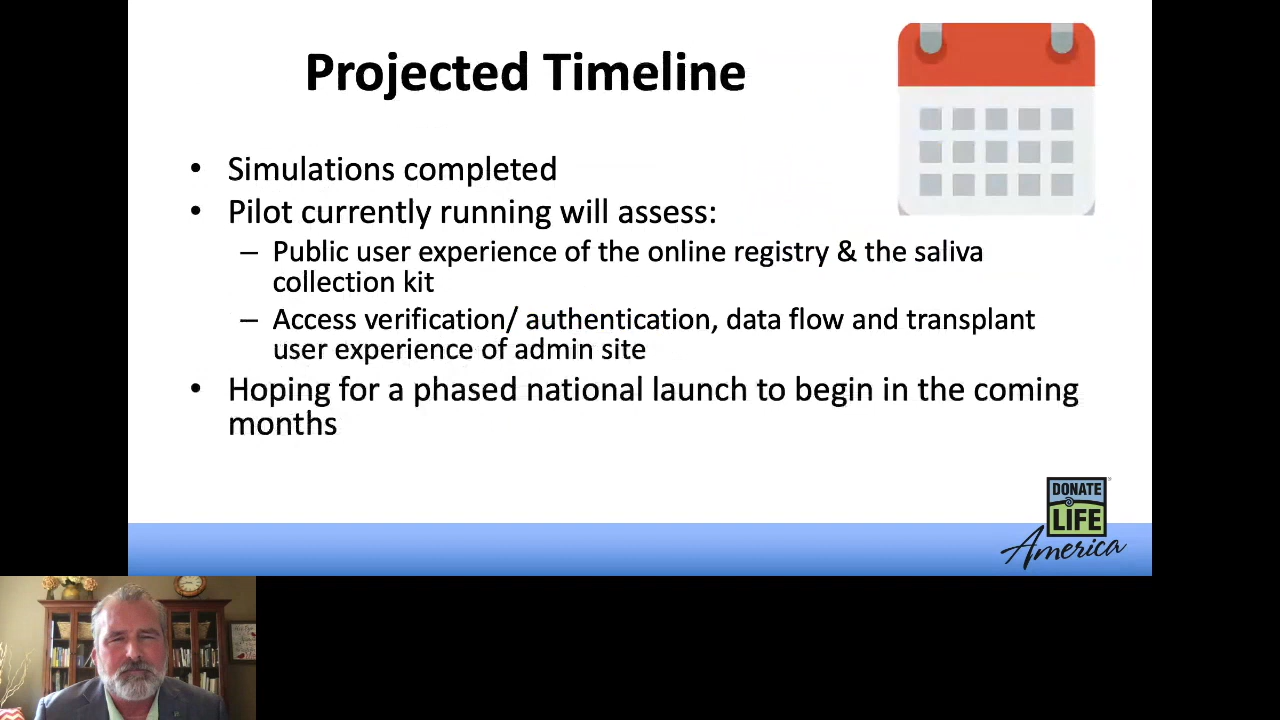 Projected Timeline
• Simulations completed
• Pilot currently running will assess:
– Public user experience of the online registry & the saliva
collection kit
– Access verification/ authentication, data flow and transplant
user experience of admin site
• Hoping for a phased national launch to begin in the coming
months
DONATE
LIFE
America